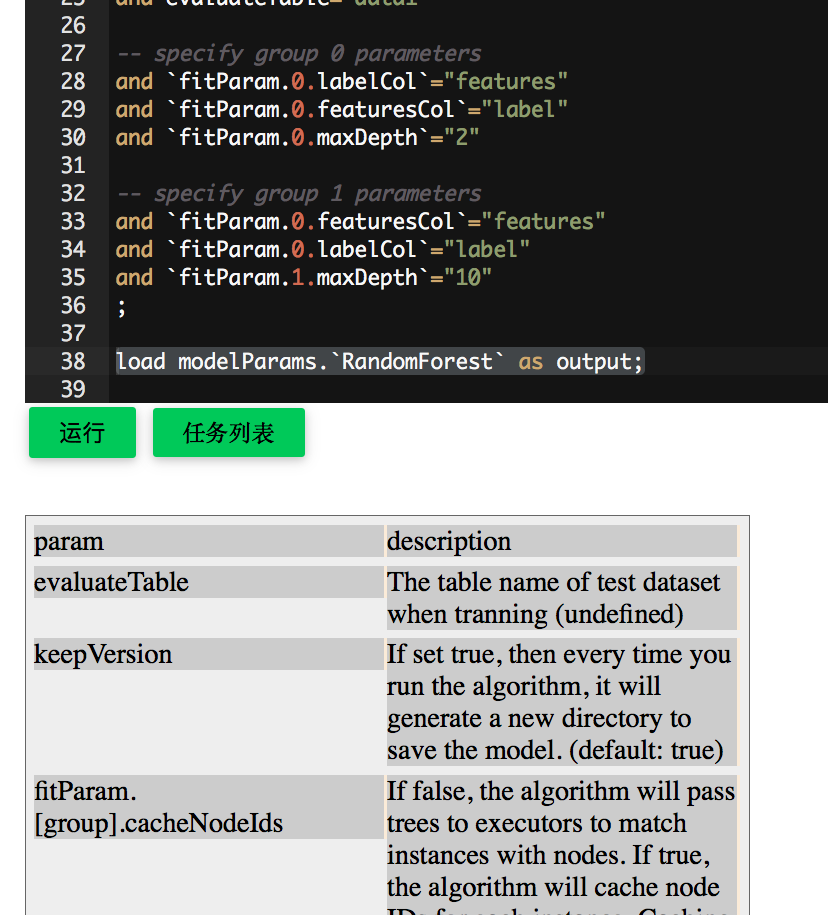 25 and evaluateTable="data1"
26
27 -- specify group 0 parameters
28 and `fitParam.0.labelCol`="features"
29 and `fitParam.0.featuresCol`="label"
30 and `fitParam.0.maxDepth`="2"
31
32 -- specify group 1 parameters
33 and `fitParam.0.featuresCol`="features"
34 and `fitParam.0.labelCol`="label"
35 and `fitParam.1.maxDepth`="10"
36 ;
37
38 load modelParams.`RandomForest` as output;
39
运行 任务列表
param description
evaluateTable The table name of test dataset
when tranning (undefined)
keepVersion If set true, then every time you
run the algorithm, it will
generate a new directory to
save the model. (default: true)
fitParam. If false, the algorithm will pass
[group].cacheNodeIds trees to executors to match
instances with nodes. If true,
the algorithm will cache node
IDs for each instance. Caching